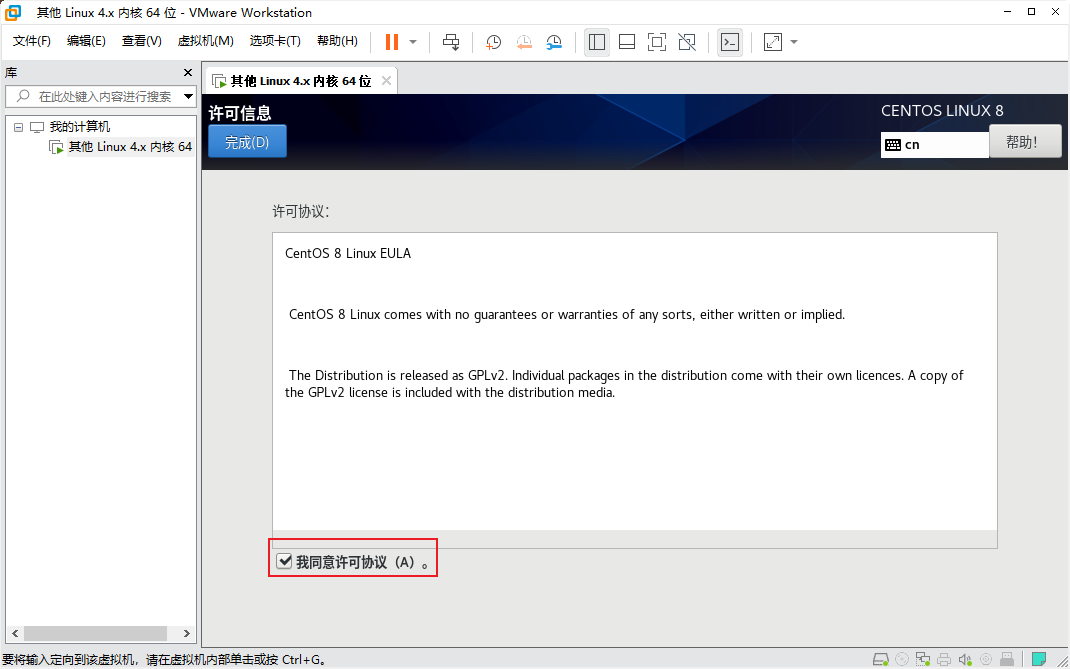 其他 Linux 4.x 内核 64 位 - VMware Workstation
文件(F) 编辑(E) 查看(V) 虚拟机(M) 选项卡(T) 帮助(H)
库
在此处键入内容进行搜索
我的计算机
其他 Linux 4.x 内核 64
其他 Linux 4.x 内核 64 位
许可信息
完成(D)
CENTOS LINUX 8
cn
帮助！
许可协议：
CentOS 8 Linux EULA
CentOS 8 Linux comes with no guarantees or warranties of any sorts, either written or implied.
The Distribution is released as GPLv2. Individual packages in the distribution come with their own licences. A copy of
the GPLv2 license is included with the distribution media.
我同意许可协议（A）。
要将输入定向到该虚拟机，请在虚拟机内部单击或按 Ctrl+G。